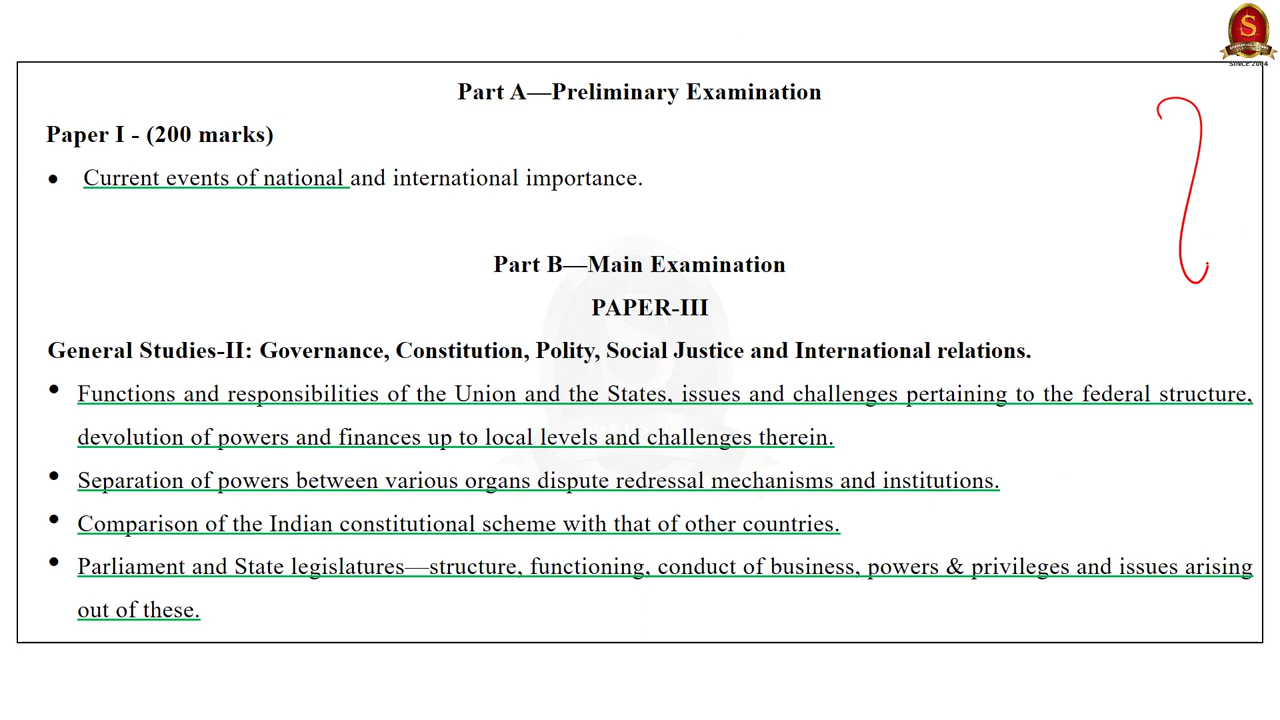 S
SINCE 2004
Part A—Preliminary Examination
Paper I - (200 marks)
• Current events of national and international importance.
Part B—Main Examination
PAPER-III
General Studies-II: Governance, Constitution, Polity, Social Justice and International relations.
• Functions and responsibilities of the Union and the States, issues and challenges pertaining to the federal structure,
devolution of powers and finances up to local levels and challenges therein.
• Separation of powers between various organs dispute redressal mechanisms and institutions.
• Comparison of the Indian constitutional scheme with that of other countries.
• Parliament and State legislatures—structure, functioning, conduct of business, powers & privileges and issues arising
out of these.